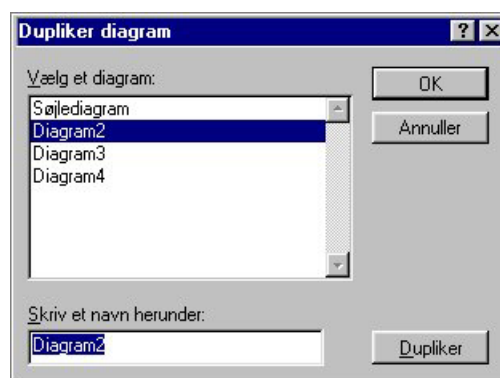 Dupliker diagram
Vælg et diagram:
Søjlediagram
Diagram2
Diagram3
Diagram4
OK
Annuller
Skriv et navn herunder:
Diagram2
Dupliker